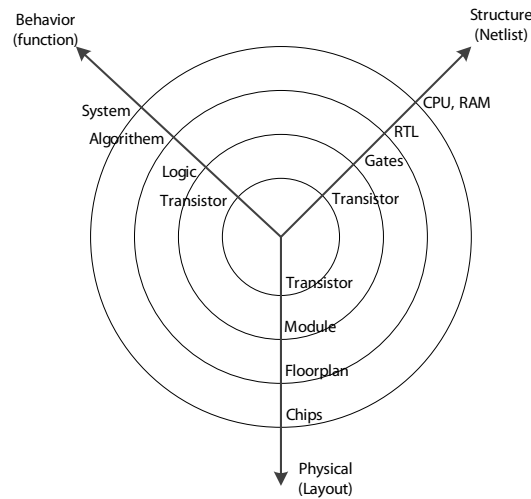 Behavior
(function)
Structure
(Netlist)
System
CPU, RAM
Algorithem
RTL
Logic
Gates
Transistor
Transistor
Transistor
Module
Floorplan
Chips
Physical
(Layout)